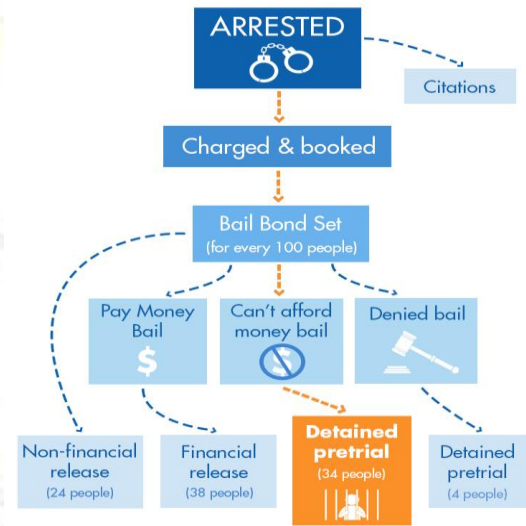 ARRESTED
Citations
Charged & booked
Bail Bond Set
(for every 100 people)
Pay Money
Bail
$
Can't afford
money bail
$
Denied bail
Non-financial
release
(24 people)
Financial
release
(38 people)
Detained
pretrial
(34 people)
Detained
pretrial
(4 people)